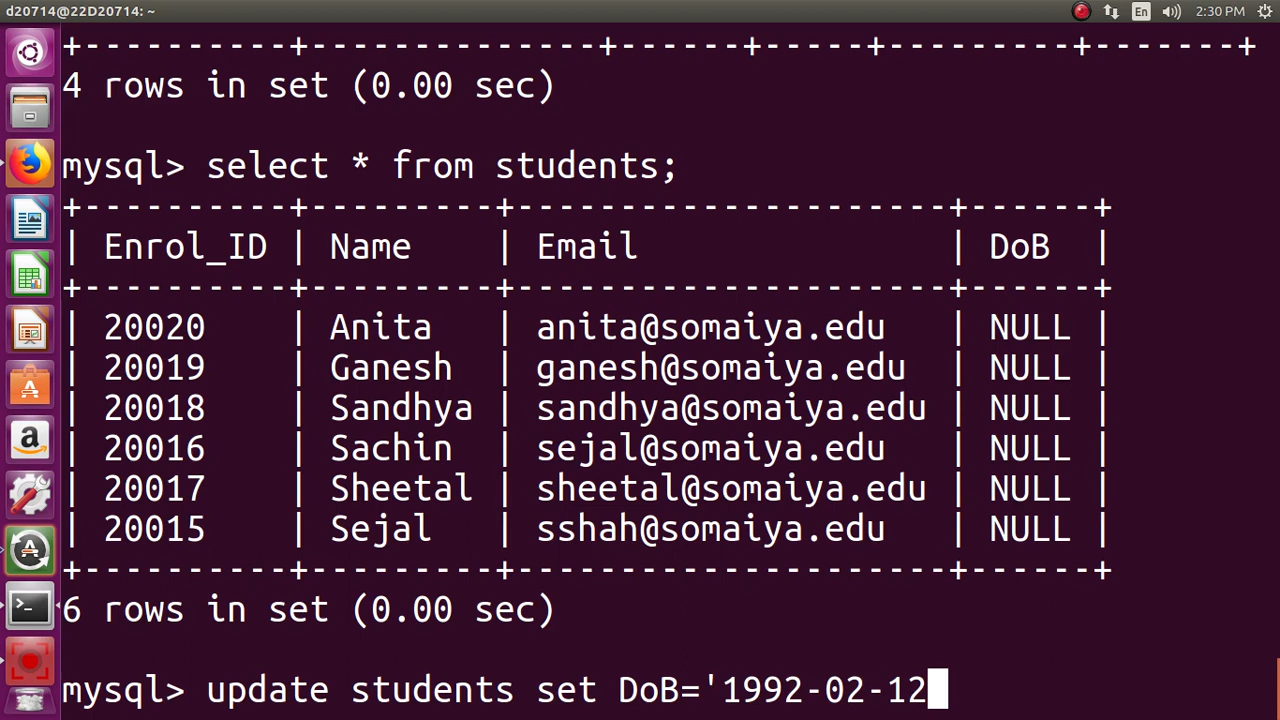 d20714@22D20714: ~
En
2:30 PM
+----------+---------------+------+-----+---------+-------+
4 rows in set (0.00 sec)
mysql> select * from students;
+----------+---------+---------------------+------+
| Enrol_ID | Name    | Email               | DoB  |
+----------+---------+---------------------+------+
| 20020    | Anita   | anita@somaiya.edu   | NULL |
| 20019    | Ganesh  | ganesh@somaiya.edu  | NULL |
| 20018    | Sandhya | sandhya@somaiya.edu | NULL |
| 20016    | Sachin  | sejal@somaiya.edu   | NULL |
| 20017    | Sheetal | sheetal@somaiya.edu | NULL |
| 20015    | Sejal   | sshah@somaiya.edu   | NULL |
+----------+---------+---------------------+------+
6 rows in set (0.00 sec)
mysql> update students set DoB='1992-02-12